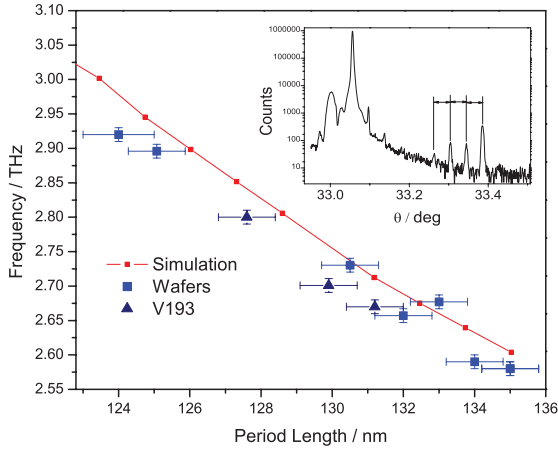 3.10
3.05
3.00
2.95
2.90
2.85
2.80
2.75
2.70
2.65
2.60
2.55
Frequency / THz
124 126 128 130 132 134 136
Period Length / nm
Simulation
Wafers
V193
1000000
100000
10000
1000
100
10
Counts
33.0 33.2 33.4
θ / deg